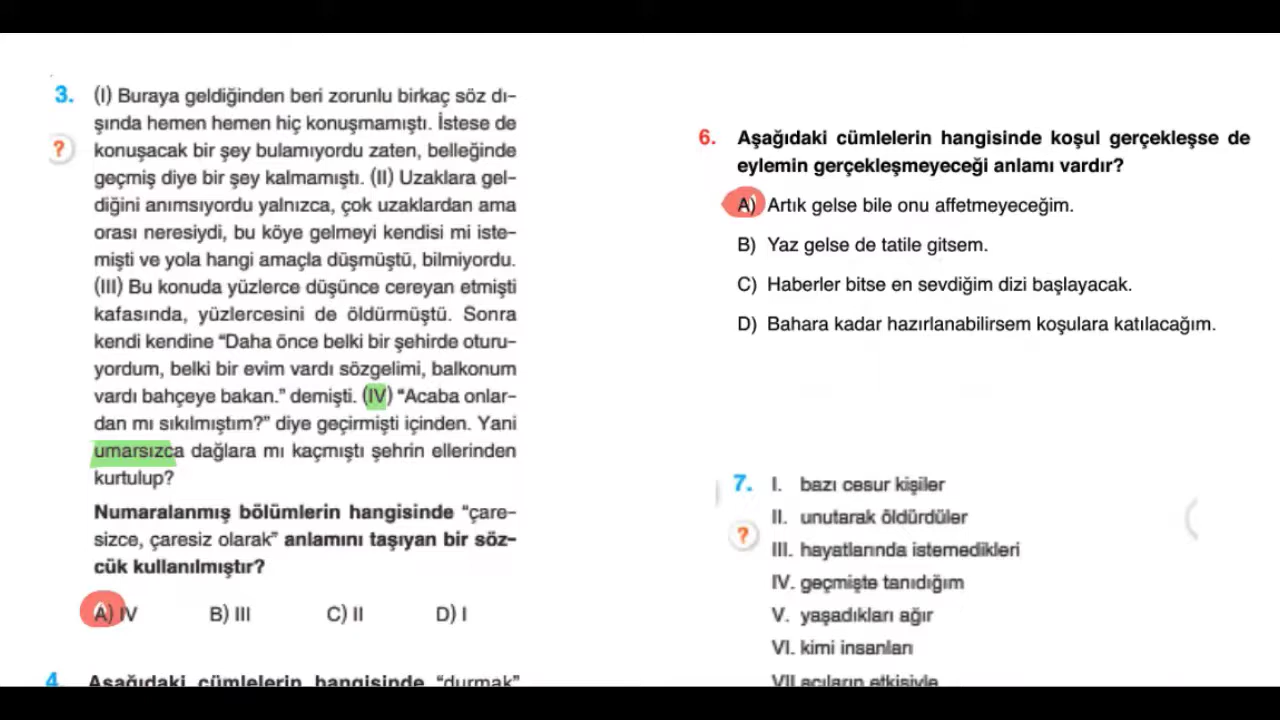 3. (I) Buraya geldiğinden beri zorunlu birkaç söz dı-
şında hemen hemen hiç konuşmamıştı. İstese de
? konuşacak bir şey bulamıyordu zaten, belleğinde
geçmiş diye bir şey kalmamıştı. (II) Uzaklara gel-
diğini anımsıyordu yalnızca, çok uzaklardan ama
orası neresiydi, bu köye gelmeyi kendisi mi iste-
mişti ve yola hangi amaçla düşmüştü, bilmiyordu.
(III) Bu konuda yüzlerce düşünce cereyan etmişti
kafasında, yüzlercesini de öldürmüştü. Sonra
kendi kendine “Daha önce belki bir şehirde oturu-
yordum, belki bir evim vardı sözgelimi, balkonum
vardı bahçeye bakan.” demişti. (IV) “Acaba onlar-
dan mı sıkılmıştım?” diye geçirmişti içinden. Yani
umarsızca dağlara mı kaçmıştı şehrin ellerinden
kurtulup?
Numaralanmış bölümlerin hangisinde “çare-
sizce, çaresiz olarak” anlamını taşıyan bir söz-
cük kullanılmıştır?
A) IV B) III C) II D) I
4. Aşağıdaki cümlelerin hangisinde “durmak”
6. Aşağıdaki cümlelerin hangisinde koşul gerçekleşse de
eylemin gerçekleşmeyeceği anlamı vardır?
A) Artık gelse bile onu affetmeyeceğim.
B) Yaz gelse de tatile gitsem.
C) Haberler bitse en sevdiğim dizi başlayacak.
D) Bahara kadar hazırlanabilirsem koşulara katılacağım.
7. I. bazı cesur kişiler
II. unutarak öldürdüler
? III. hayatlarında istemedikleri
IV. geçmişte tanıdığım
V. yaşadıkları ağır
VI. kimi insanları
VII. acıların etkisiyle